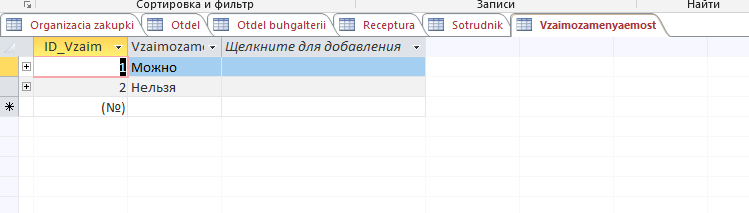 Сортировка и фильтр Записи Найти
Organizacia zakupki Otdel Otdel buhgalterii Receptura Sotrudnik Vzaimozamenyaemost
ID_Vzaim Vzaimozame Щелкните для добавления
1 Можно
2 Нельзя
(№)